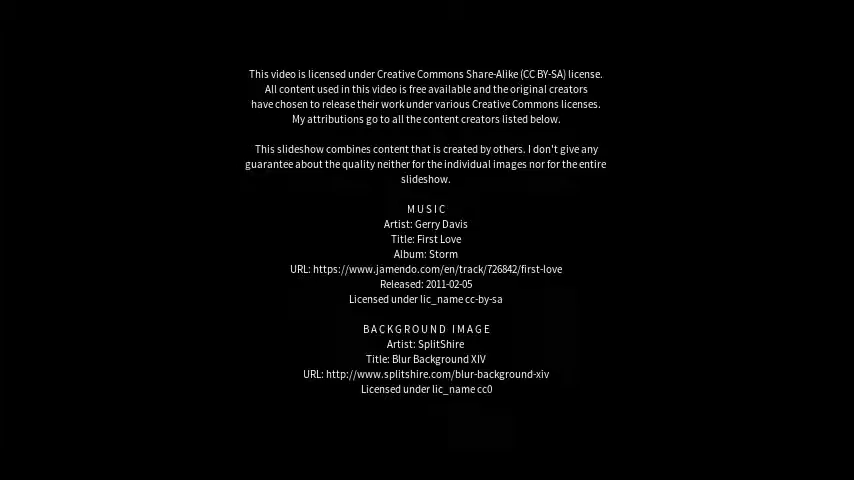 This video is licensed under Creative Commons Share-Alike (CC BY-SA) license.
All content used in this video is free available and the original creators
have chosen to release their work under various Creative Commons licenses.
My attributions go to all the content creators listed below.
This slideshow combines content that is created by others. I don't give any
guarantee about the quality neither for the individual images nor for the entire
slideshow.
MUSIC
Artist: Gerry Davis
Title: First Love
Album: Storm
URL: https://www.jamendo.com/en/track/726842/first-love
Released: 2011-02-05
Licensed under lic_name cc-by-sa
BACKGROUND IMAGE
Artist: SplitShire
Title: Blur Background XIV
URL: http://www.splitshire.com/blur-background-xiv
Licensed under lic_name cc0